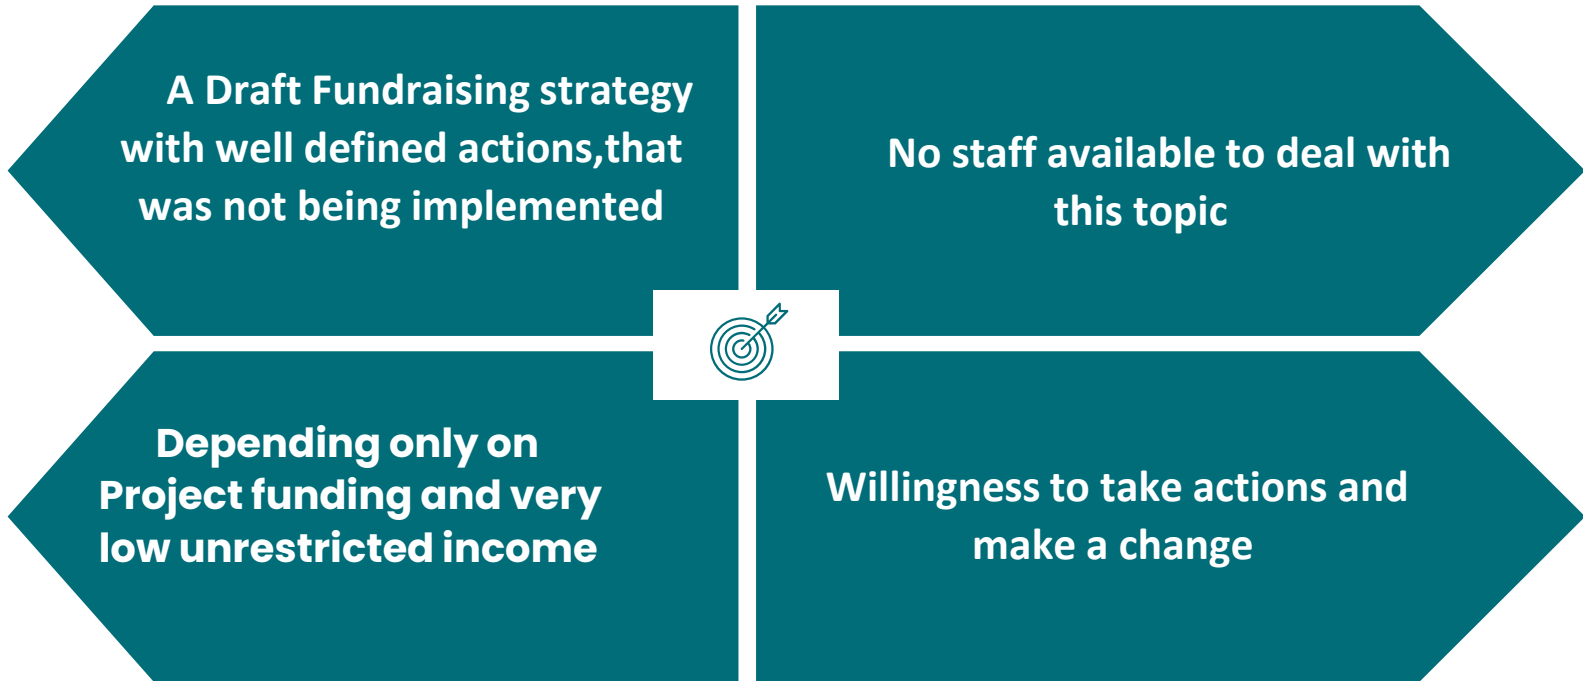 A Draft Fundraising strategy
with well defined actions,that
was not being implemented
No staff available to deal with
this topic
Depending only on
Project funding and very
low unrestricted income
Willingness to take actions and
make a change